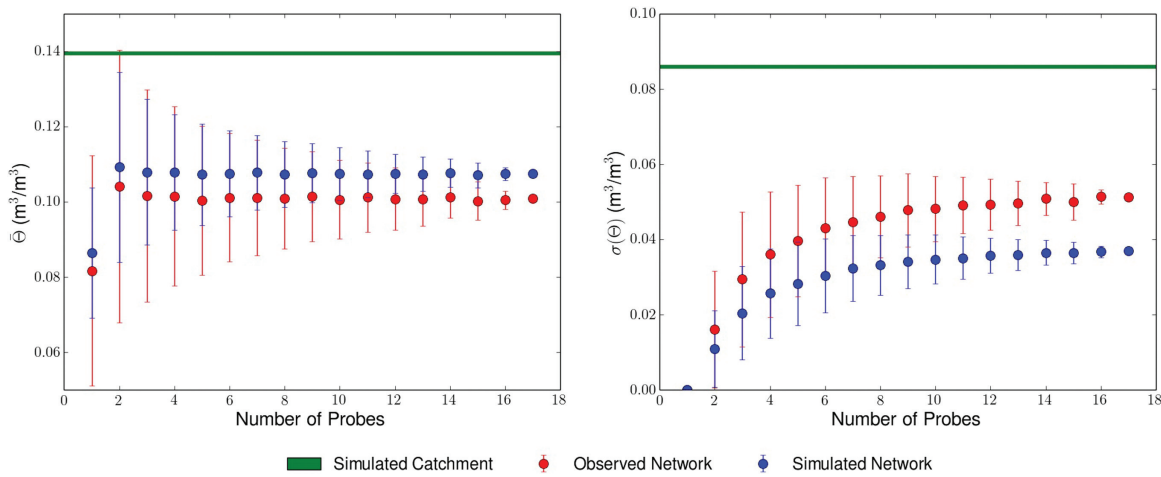 0.14
0.12
0.10
0.08
0.06
Θ̄ (m³/m³)
0 2 4 6 8 10 12 14 16 18
Number of Probes
0.10
0.08
0.06
0.04
0.02
0.00
σ(Θ) (m³/m³)
0 2 4 6 8 10 12 14 16 18
Number of Probes
Simulated Catchment Observed Network Simulated Network